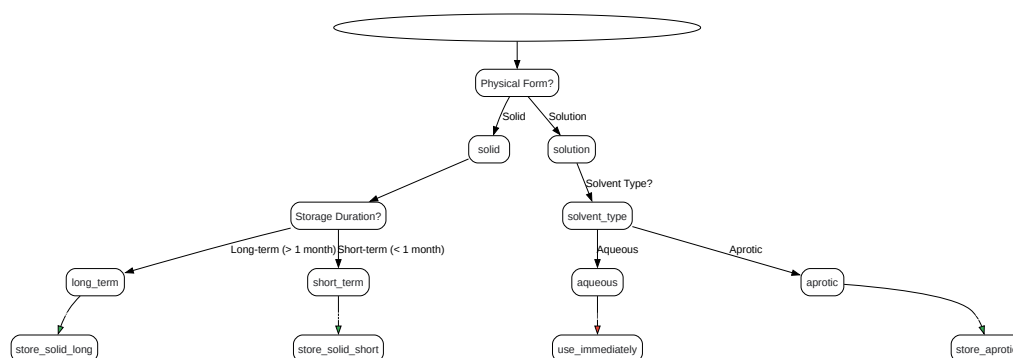 Physical Form?
Solid
Solution
solid
solution
Solvent Type?
Storage Duration?
solvent_type
Long-term (> 1 month)
Short-term (< 1 month)
Aqueous
Aprotic
long_term
short_term
aqueous
aprotic
store_solid_long
store_solid_short
use_immediately
store_aprotic